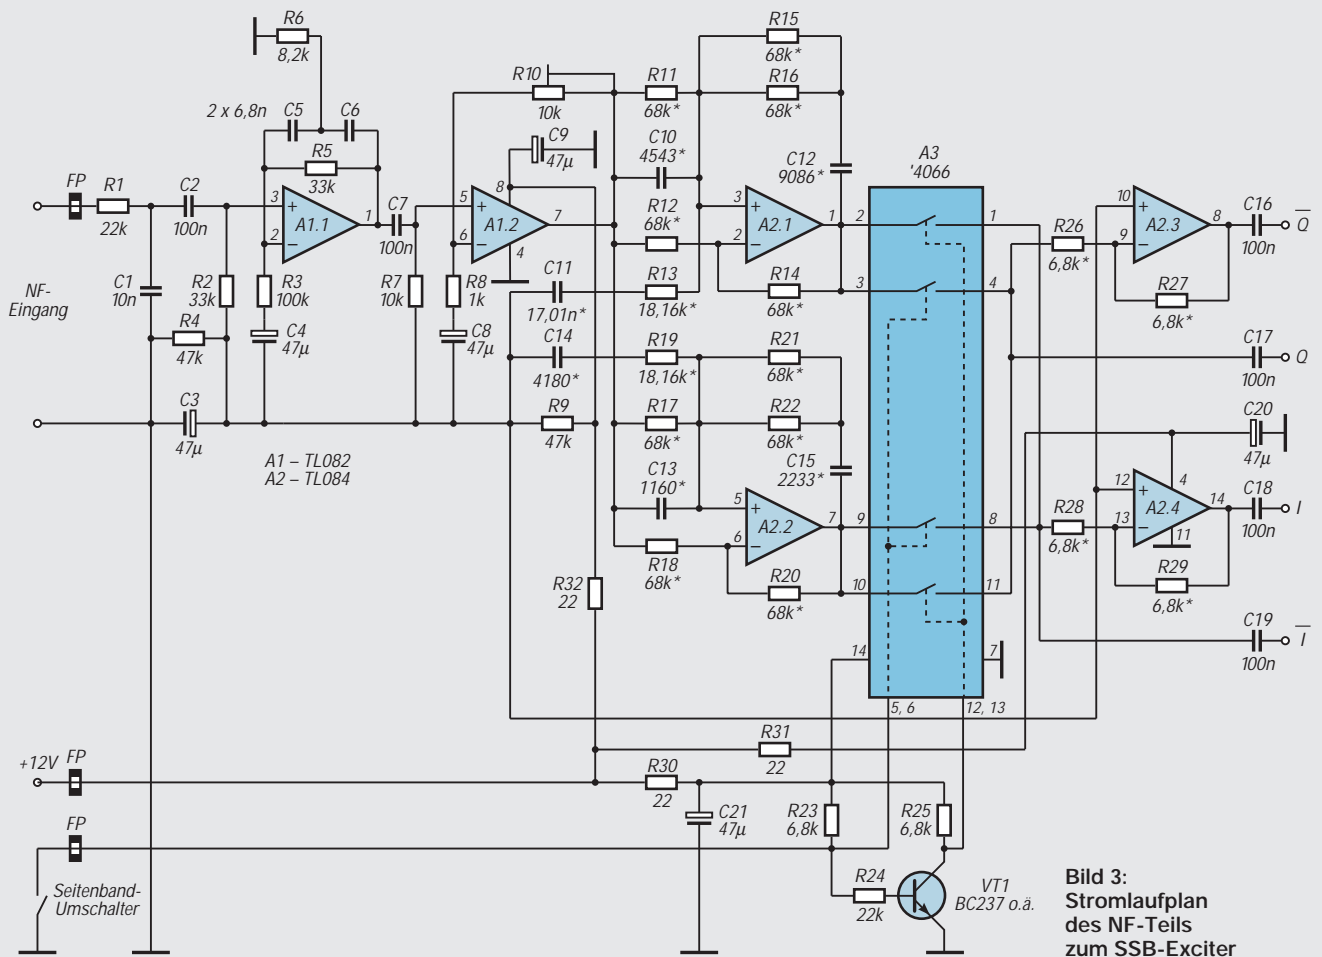 R6
8,2k
R15
68k*
R10
10k
R11
68k*
R16
68k*
2 x 6,8n
C5
C6
C9
47µ
C10
4543*
R5
33k
C12
9086*
A3
'4066
FP
R1
22k
C2
100n
3
+
A1.1
2
–
1
C7
100n
5
+
A1.2
6
–
8
7
4
R12
68k*
3
+
A2.1
2
–
1
2
1
R26
6,8k*
10
+
A2.3
9
–
8
C16
100n
Q
NF-
Eingang
C1
10n
R2
33k
R3
100k
R4
47k
C4
47µ
R7
10k
R8
1k
C8
47µ
C11
17,01n*
R13
18,16k*
R14
68k*
3
4
R27
6,8k*
C14
4180*
R19
18,16k*
R21
68k*
C17
100n
Q
C3
47µ
R9
47k
R17
68k*
R22
68k*
C20
47µ
A1 – TL082
A2 – TL084
C13
1160*
C15
2233*
5
+
A2.2
6
–
7
9
8
R28
6,8k*
12
+
A2.4
13
–
4
14
11
C18
100n
I
R18
68k*
R20
68k*
10
11
R29
6,8k*
R32
22
C19
100n
I
14
7
5, 6
12, 13
+12V
FP
R31
22
R30
22
C21
47µ
R23
6,8k
R25
6,8k
FP
Seitenband-
Umschalter
R24
22k
VT1
BC237 o.ä.
Bild 3:
Stromlaufplan
des NF-Teils
zum SSB-Exciter